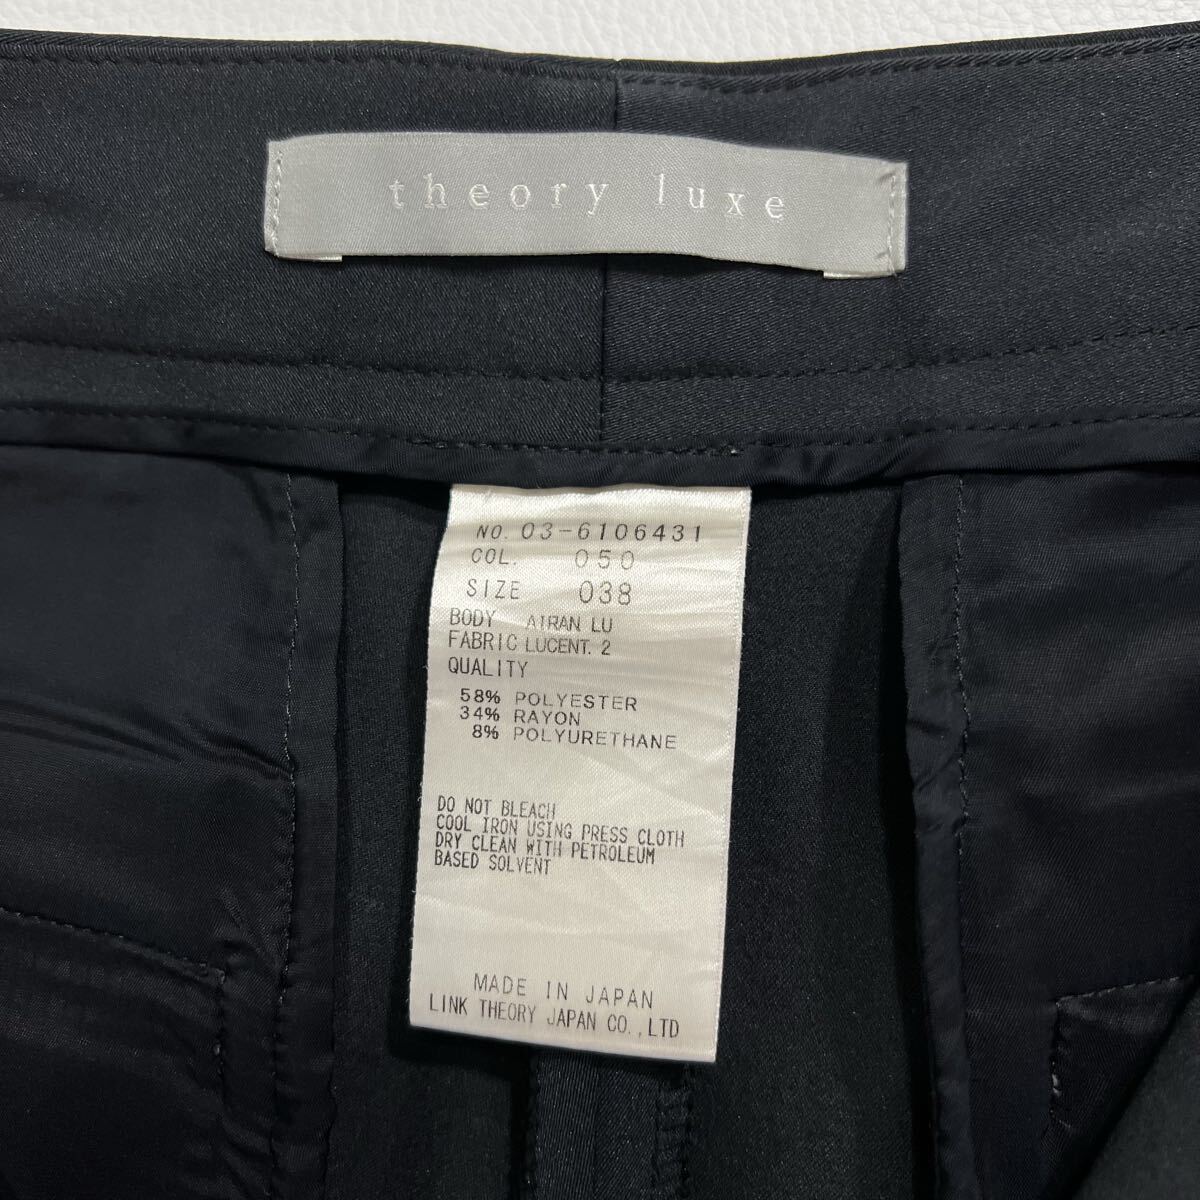 theory luxe
NO. 03-6106431
COL. 050
SIZE 038
BODY AIRAN LU
FABRIC LUCENT. 2
QUALITY
58% POLYESTER
34% RAYON
8% POLYURETHANE
DO NOT BLEACH
COOL IRON USING PRESS CLOTH
DRY CLEAN WITH PETROLEUM
BASED SOLVENT
MADE IN JAPAN
LINK THEORY JAPAN CO.,LTD